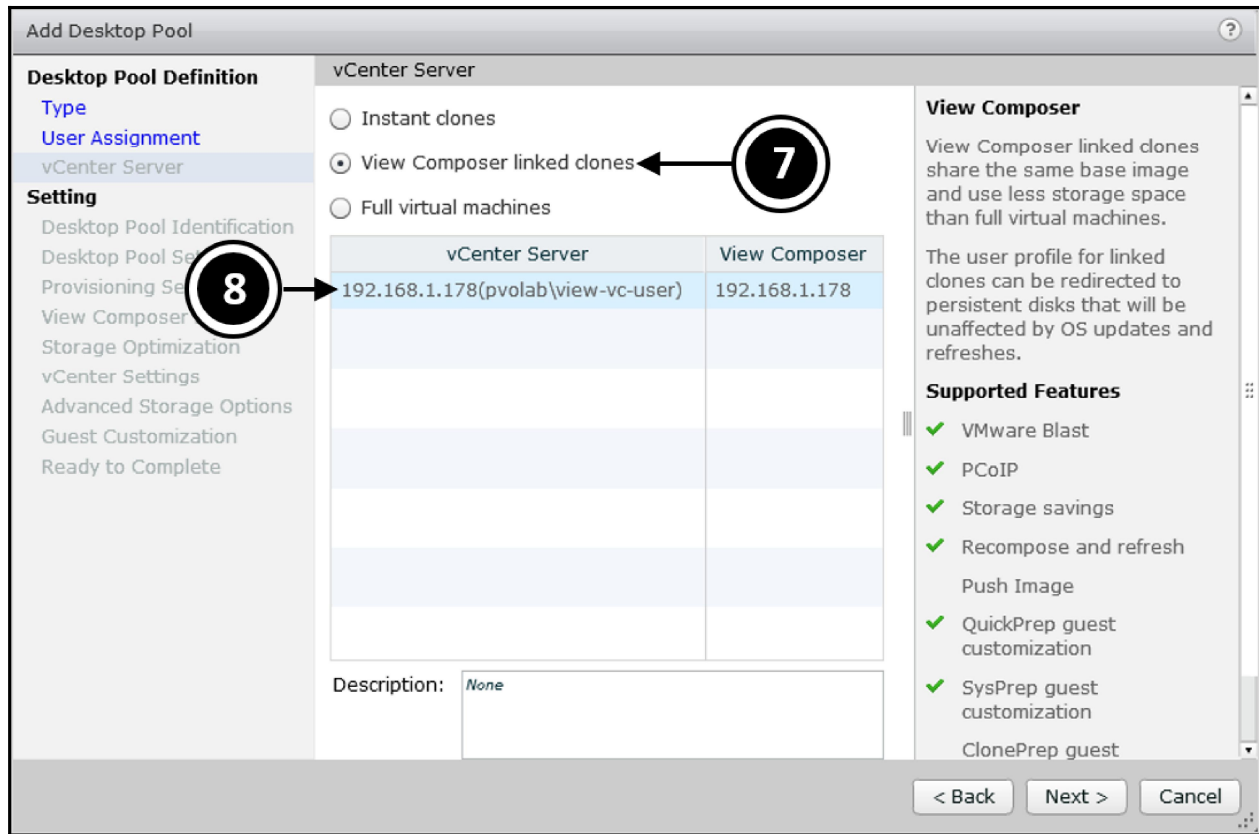 Add Desktop Pool
?
Desktop Pool Definition
Type
User Assignment
vCenter Server
Setting
Desktop Pool Identification
Desktop Pool Se
Provisioning Se
View Composer
Storage Optimization
vCenter Settings
Advanced Storage Options
Guest Customization
Ready to Complete
vCenter Server
Instant clones
View Composer linked clones
7
Full virtual machines
vCenter Server View Composer
8
192.168.1.178(pvolab\view-vc-user) 192.168.1.178
Description: None
View Composer
View Composer linked clones
share the same base image
and use less storage space
than full virtual machines.
The user profile for linked
clones can be redirected to
persistent disks that will be
unaffected by OS updates and
refreshes.
Supported Features
VMware Blast
PCoIP
Storage savings
Recompose and refresh
Push Image
QuickPrep guest
customization
SysPrep guest
customization
ClonePrep guest
< Back Next > Cancel